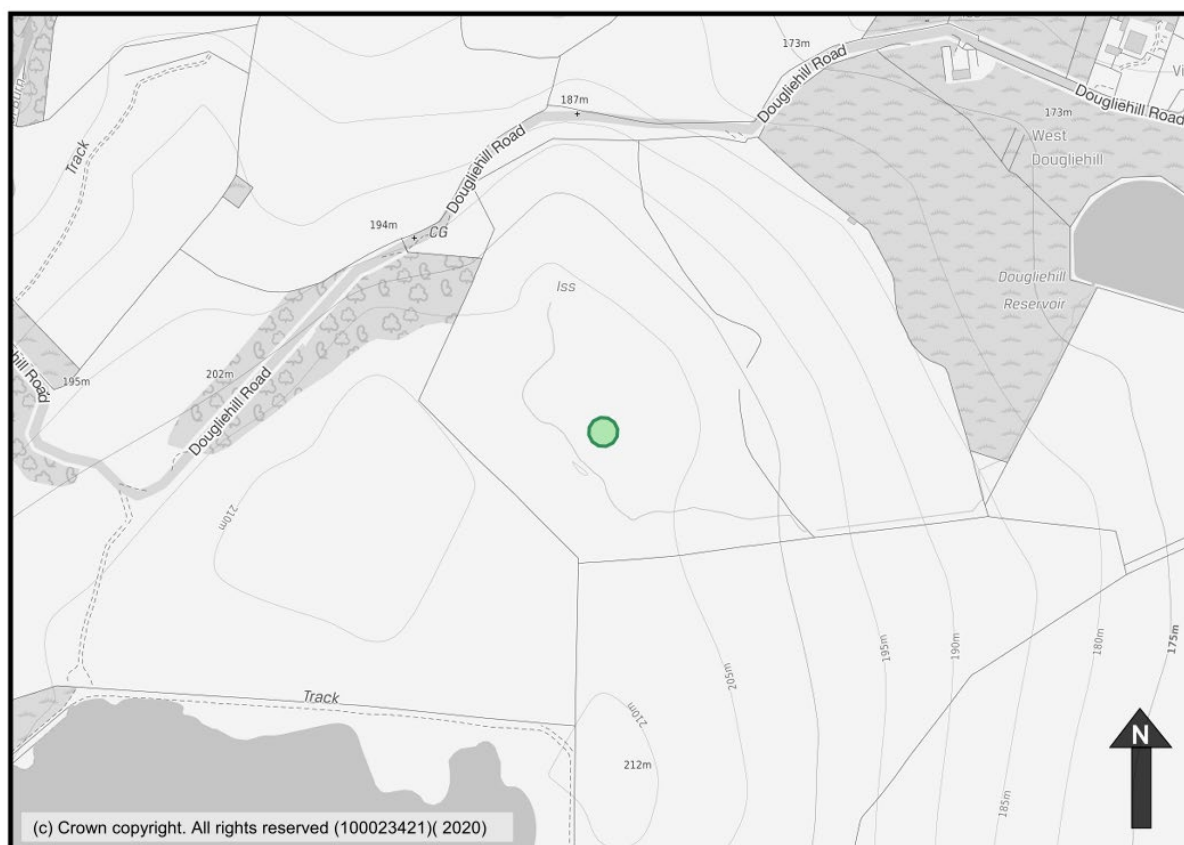 173m
Dougliehill Road
Vi
Dougliehill Road
173m
187m
West
Dougliehill
Track
Dougliehill Road
194m
CG
Dougliehill
Reservoir
Iss
hill Road
195m
202m
Dougliehill Road
210m
195m
190m
180m
175m
205m
Track
210m
212m
185m
N
(c) Crown copyright. All rights reserved (100023421)( 2020)